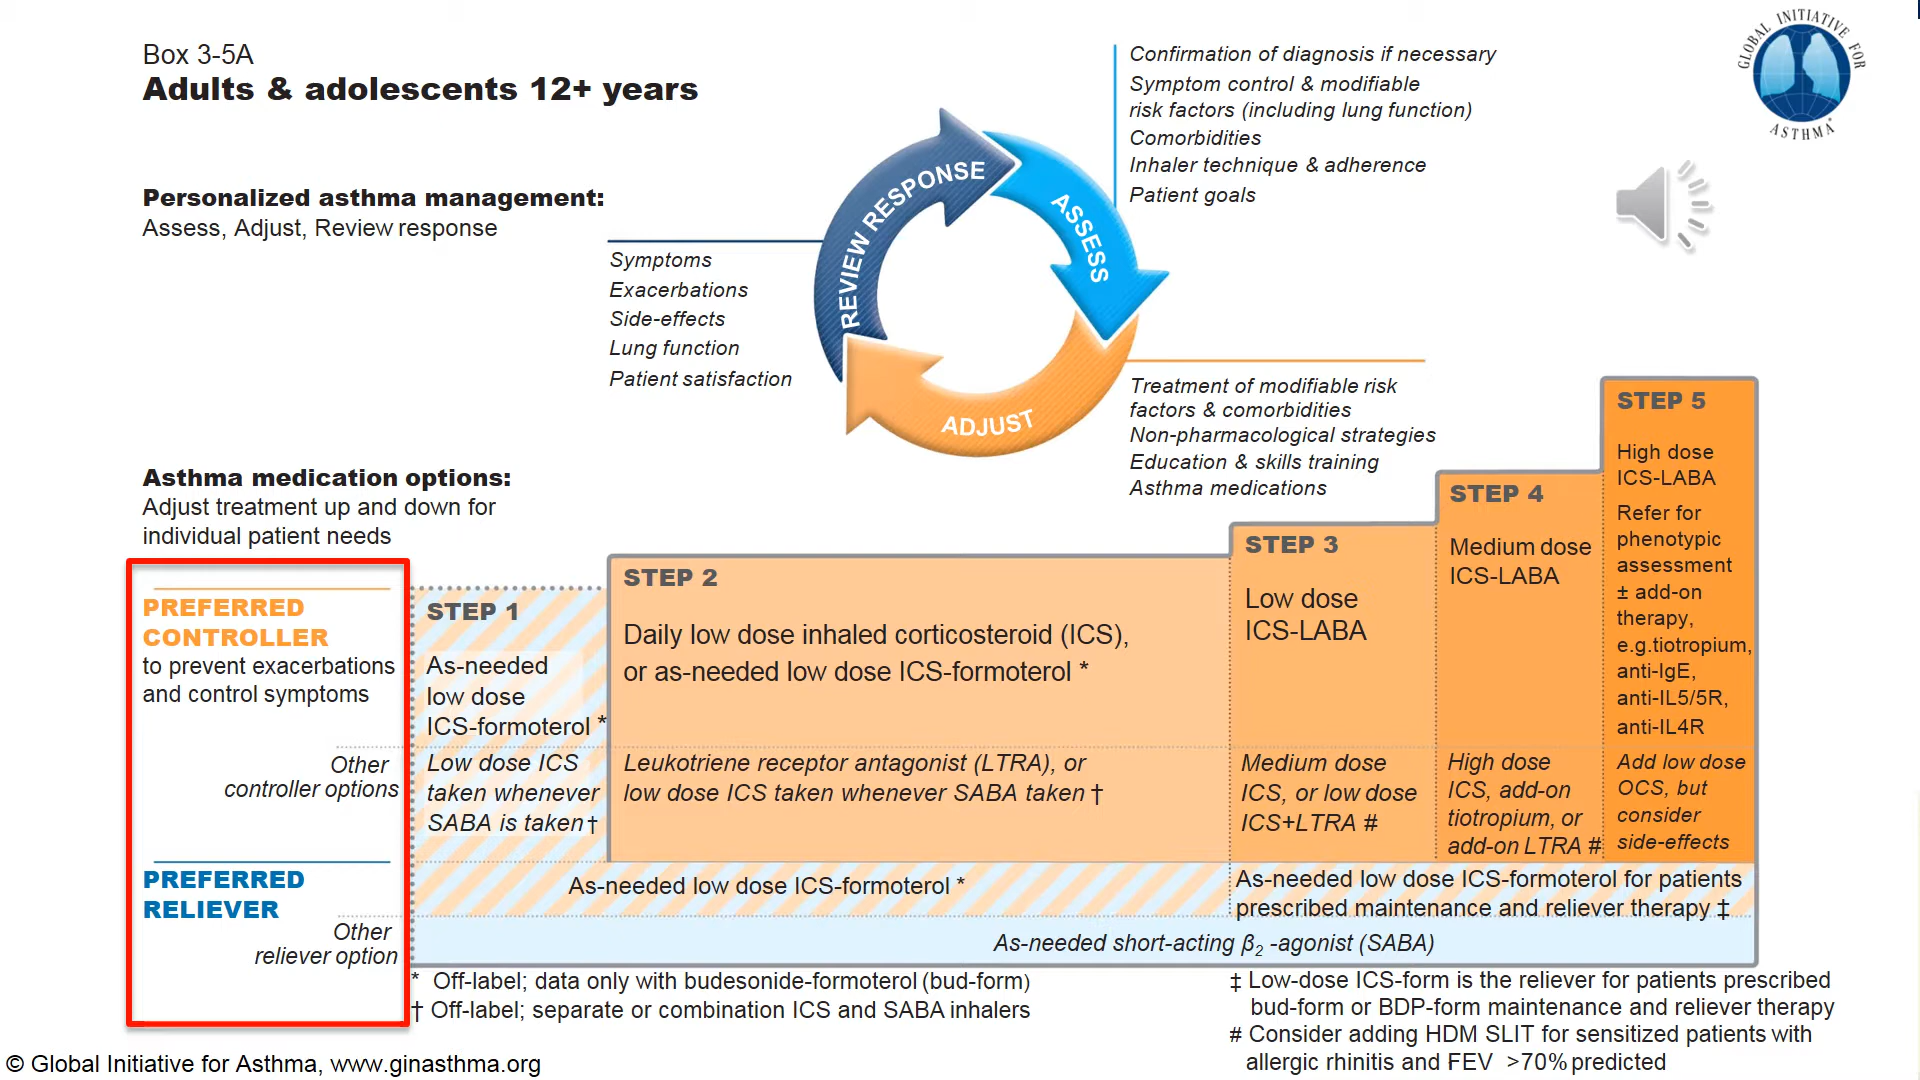 Box 3-5A
Adults & adolescents 12+ years
GLOBAL INITIATIVE FOR
ASTHMA
Confirmation of diagnosis if necessary
Symptom control & modifiable
risk factors (including lung function)
Comorbidities
Inhaler technique & adherence
Patient goals
Personalized asthma management:
Assess, Adjust, Review response
Symptoms
Exacerbations
Side-effects
Lung function
Patient satisfaction
REVIEW RESPONSE
ASSESS
ADJUST
Treatment of modifiable risk
factors & comorbidities
Non-pharmacological strategies
Education & skills training
Asthma medications
Asthma medication options:
Adjust treatment up and down for
individual patient needs
PREFERRED
CONTROLLER
to prevent exacerbations
and control symptoms
Other
controller options
PREFERRED
RELIEVER
Other
reliever option
STEP 1
As-needed
low dose
ICS-formoterol *
Low dose ICS
taken whenever
SABA is taken †
STEP 2
Daily low dose inhaled corticosteroid (ICS),
or as-needed low dose ICS-formoterol *
Leukotriene receptor antagonist (LTRA), or
low dose ICS taken whenever SABA taken †
STEP 3
Low dose
ICS-LABA
Medium dose
ICS, or low dose
ICS+LTRA #
STEP 4
Medium dose
ICS-LABA
High dose
ICS, add-on
tiotropium, or
add-on LTRA #
STEP 5
High dose
ICS-LABA
Refer for
phenotypic
assessment
± add-on
therapy,
e.g.tiotropium,
anti-IgE,
anti-IL5/5R,
anti-IL4R
Add low dose
OCS, but
consider
side-effects
As-needed low dose ICS-formoterol *
As-needed low dose ICS-formoterol for patients
prescribed maintenance and reliever therapy ‡
As-needed short-acting β2 -agonist (SABA)
* Off-label; data only with budesonide-formoterol (bud-form)
† Off-label; separate or combination ICS and SABA inhalers
‡ Low-dose ICS-form is the reliever for patients prescribed
bud-form or BDP-form maintenance and reliever therapy
# Consider adding HDM SLIT for sensitized patients with
allergic rhinitis and FEV >70% predicted
© Global Initiative for Asthma, www.ginasthma.org